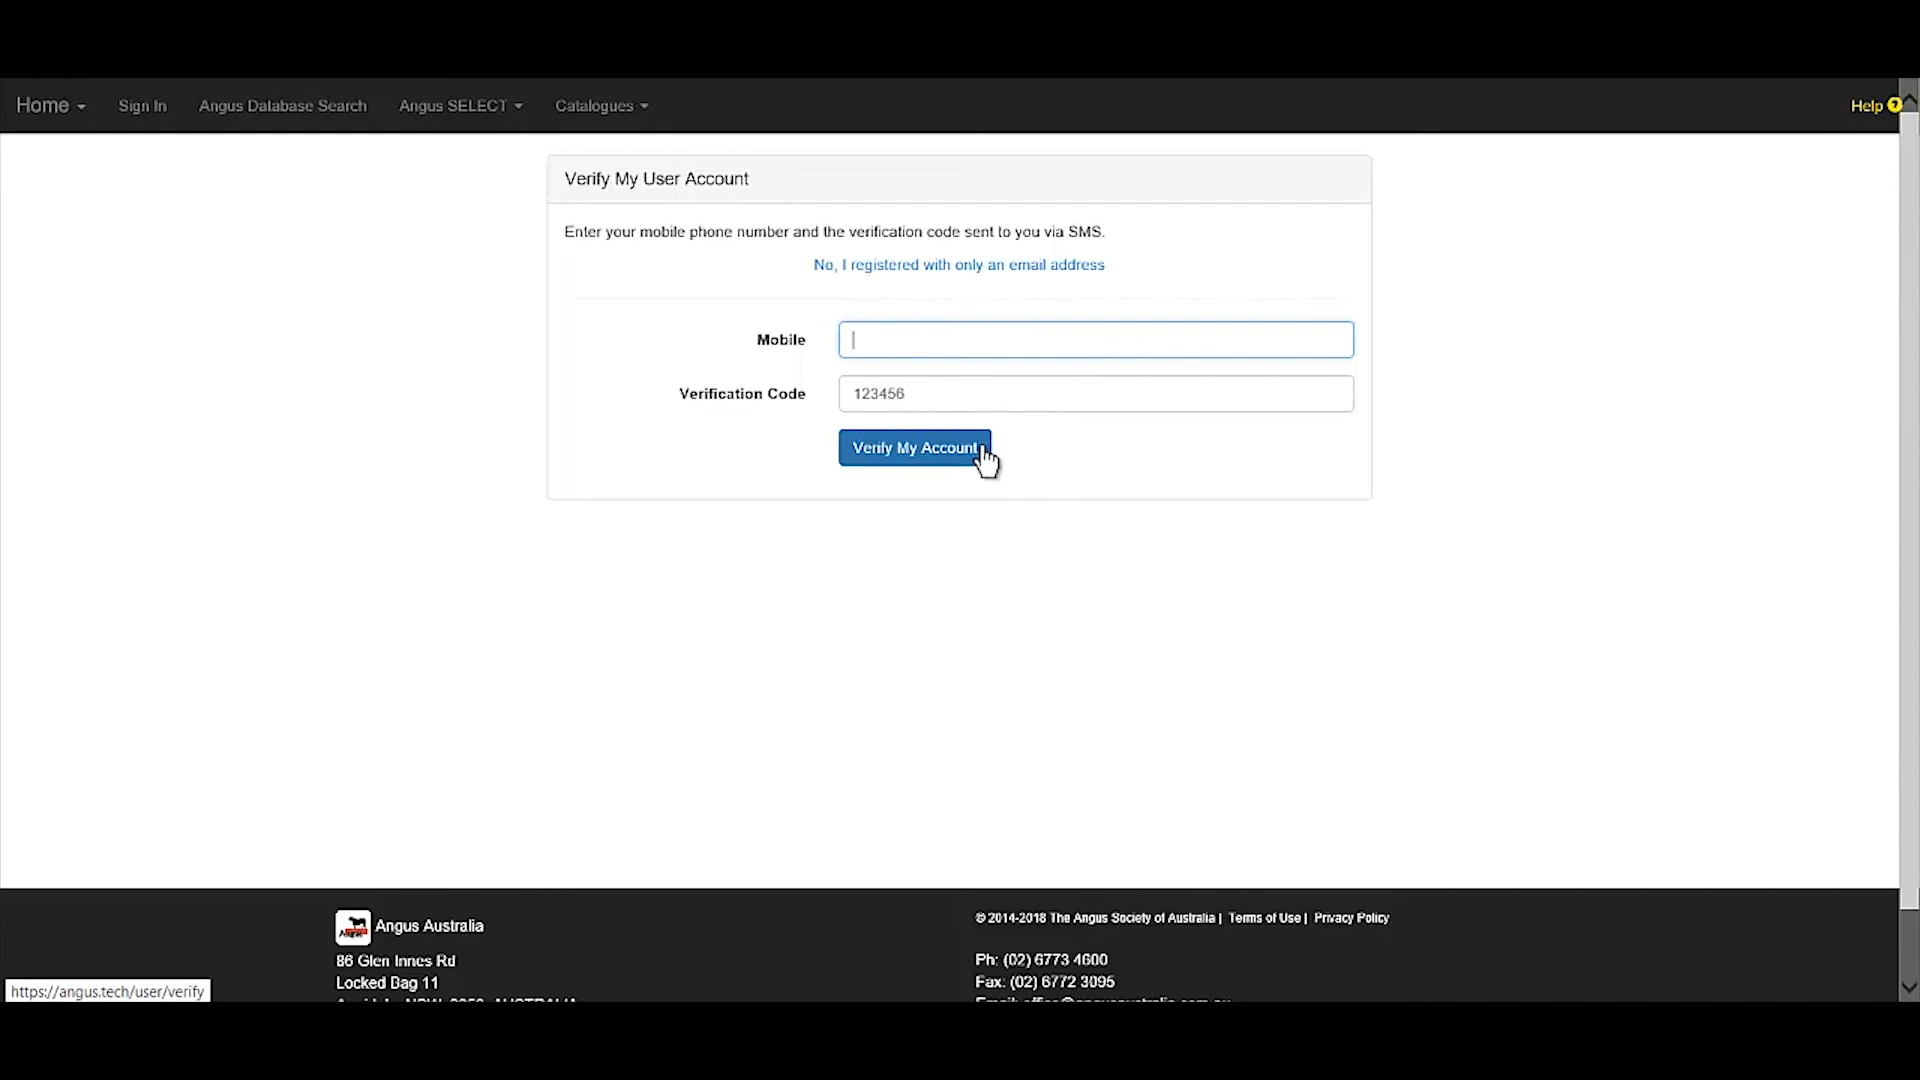 Home
Sign In
Angus Database Search
Angus SELECT
Catalogues
Help ?
Verify My User Account
Enter your mobile phone number and the verification code sent to you via SMS.
No, I registered with only an email address
Mobile
Verification Code
123456
Verify My Account
Angus Australia
86 Glen Innes Rd
Locked Bag 11
© 2014-2018 The Angus Society of Australia | Terms of Use | Privacy Policy
Ph: (02) 6773 4600
Fax: (02) 6772 3095
https://angus.tech/user/verify